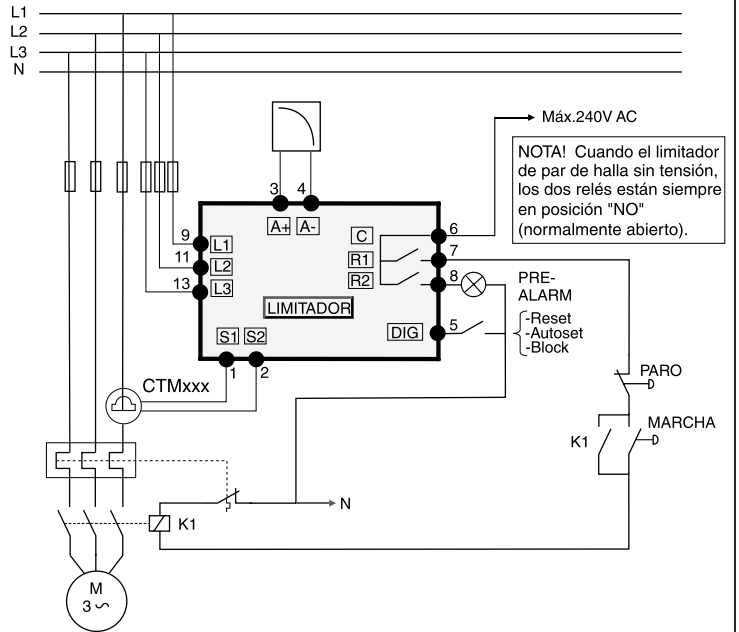 L1
L2
L3
N
Máx.240V AC
NOTA! Cuando el limitador
de par de halla sin tensión,
los dos relés están siempre
en posición "NO"
(normalmente abierto).
3 4
A+ A-
9 L1
11 L2
13 L3
C 6
R1 7
R2 8
LIMITADOR
PRE-
ALARM
S1 S2
DIG 5
-Reset
-Autoset
-Block
1 2
CTMxxx
PARO
MARCHA
K1
N
K1
M
3